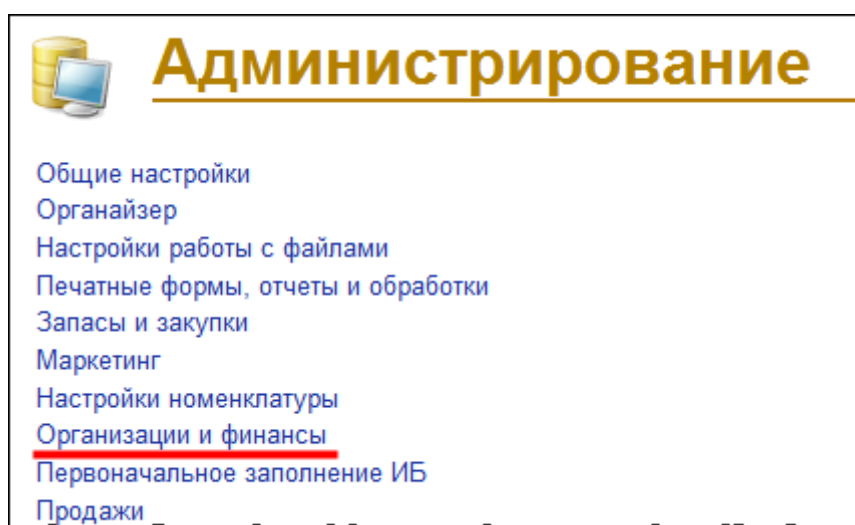 Администрирование
Общие настройки
Органайзер
Настройки работы с файлами
Печатные формы, отчеты и обработки
Запасы и закупки
Маркетинг
Настройки номенклатуры
Организации и финансы
Первоначальное заполнение ИБ
Продажи